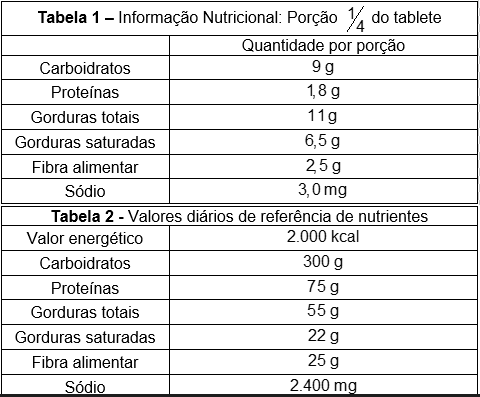 Tabela 1 – Informação Nutricional: Porção 1/4 do tablete
Quantidade por porção
Carboidratos 9 g
Proteínas 1,8 g
Gorduras totais 11 g
Gorduras saturadas 6,5 g
Fibra alimentar 2,5 g
Sódio 3,0 mg
Tabela 2 - Valores diários de referência de nutrientes
Valor energético 2.000 kcal
Carboidratos 300 g
Proteínas 75 g
Gorduras totais 55 g
Gorduras saturadas 22 g
Fibra alimentar 25 g
Sódio 2.400 mg